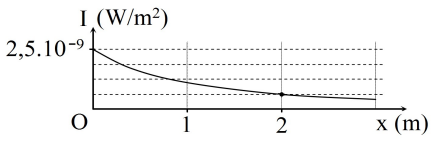 I (W/m²)
2,5.10⁻⁹
O 1 2 x (m)